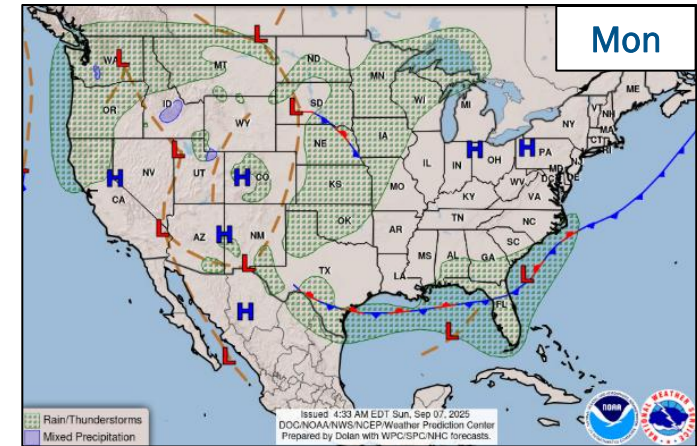 Mon
L
L
WA
MT
ND
MN
ME
OR
ID
L
SD
WI
MI
VT
NH
NY
MA
CT
RI
WY
L
NE
IA
H
H
PA
NJ
H
NV
UT
H
CO
IL
IN
OH
MD
DE
DC
CA
KS
MO
WV
VA
KY
L
AZ
H
NM
OK
AR
TN
NC
SC
L
TX
MS
AL
GA
LA
L
H
FL
L
L
Rain/Thunderstorms
Mixed Precipitation
Issued 4:33 AM EDT Sun, Sep 07, 2025
DOC/NOAA/NWS/NCEP/Weather Prediction Center
Prepared by Dolan with WPC/SPC/NHC forecasts.
NOAA
NATIONAL WEATHER SERVICE